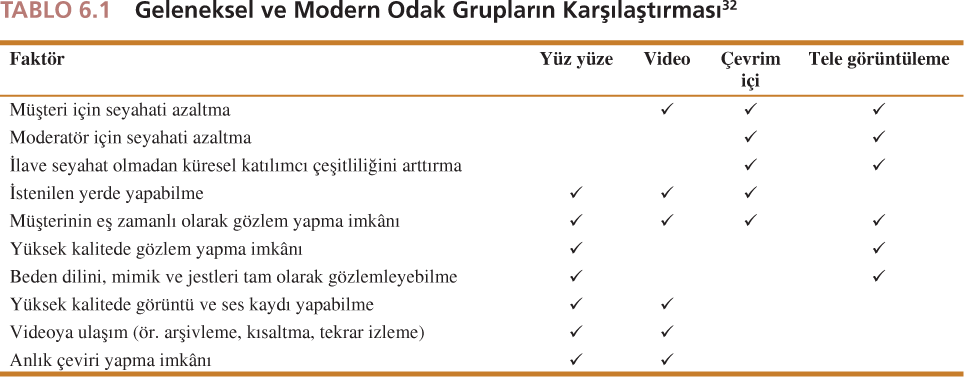 TABLO 6.1 Geleneksel ve Modern Odak Grupların Karşılaştırması³²
Faktör Yüz yüze Video Çevrim içi Tele görüntüleme
Müşteri için seyahati azaltma ✓ ✓ ✓
Moderatör için seyahati azaltma ✓ ✓
İlave seyahat olmadan küresel katılımcı çeşitliliğini arttırma ✓ ✓
İstenilen yerde yapabilme ✓ ✓ ✓
Müşterinin eş zamanlı olarak gözlem yapma imkânı ✓ ✓ ✓ ✓
Yüksek kalitede gözlem yapma imkânı ✓ ✓
Beden dilini, mimik ve jestleri tam olarak gözlemleyebilme ✓ ✓
Yüksek kalitede görüntü ve ses kaydı yapabilme ✓ ✓
Videoya ulaşım (ör. arşivleme, kısaltma, tekrar izleme) ✓ ✓
Anlık çeviri yapma imkânı ✓ ✓